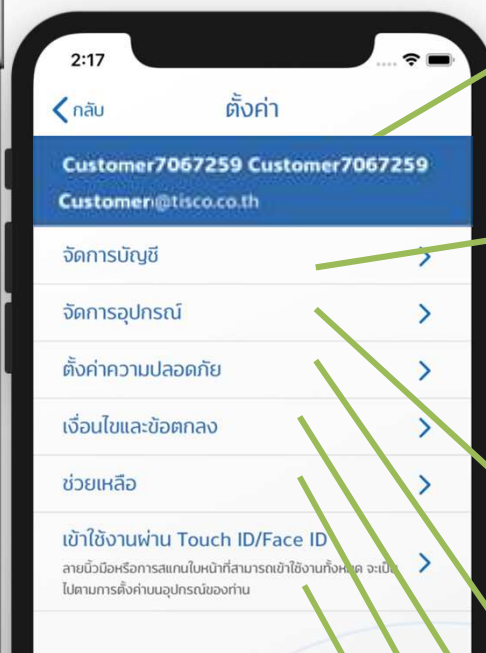 2:17
กลับ
ตั้งค่า
Customer7067259 Customer7067259
Customer@tisco.co.th
จัดการบัญชี
จัดการอุปกรณ์
ตั้งค่าความปลอดภัย
เงื่อนไขและข้อตกลง
ช่วยเหลือ
เข้าใช้งานผ่าน Touch ID/Face ID
ลายนิ้วมือหรือการสแกนใบหน้าที่สามารถเข้าใช้งานทั้งหมด จะเป็น
ไปตามการตั้งค่าบนอุปกรณ์ของท่าน